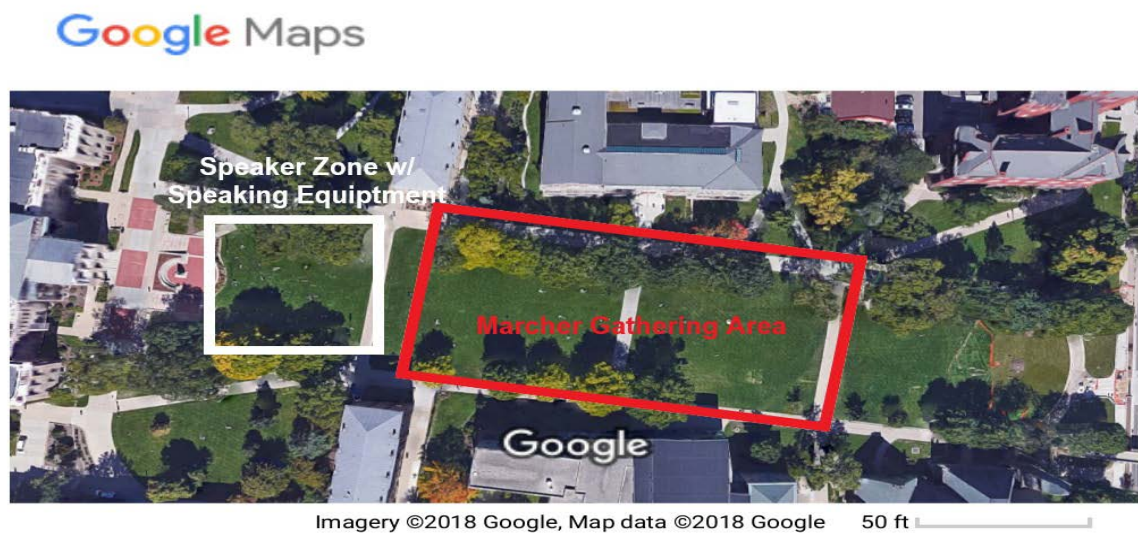 Google Maps
Speaker Zone w/
Speaking Equiptment
Marcher Gathering Area
Google
Imagery ©2018 Google, Map data ©2018 Google 50 ft